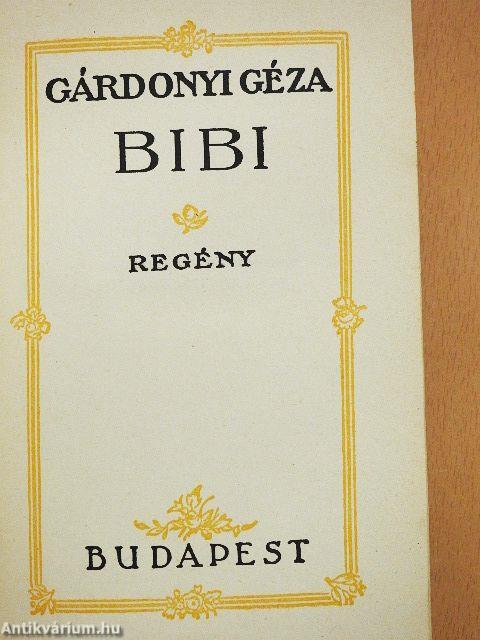 GÁRDONYI GÉZA
BIBI
REGÉNY
BUDAPEST
Antikvárium.hu